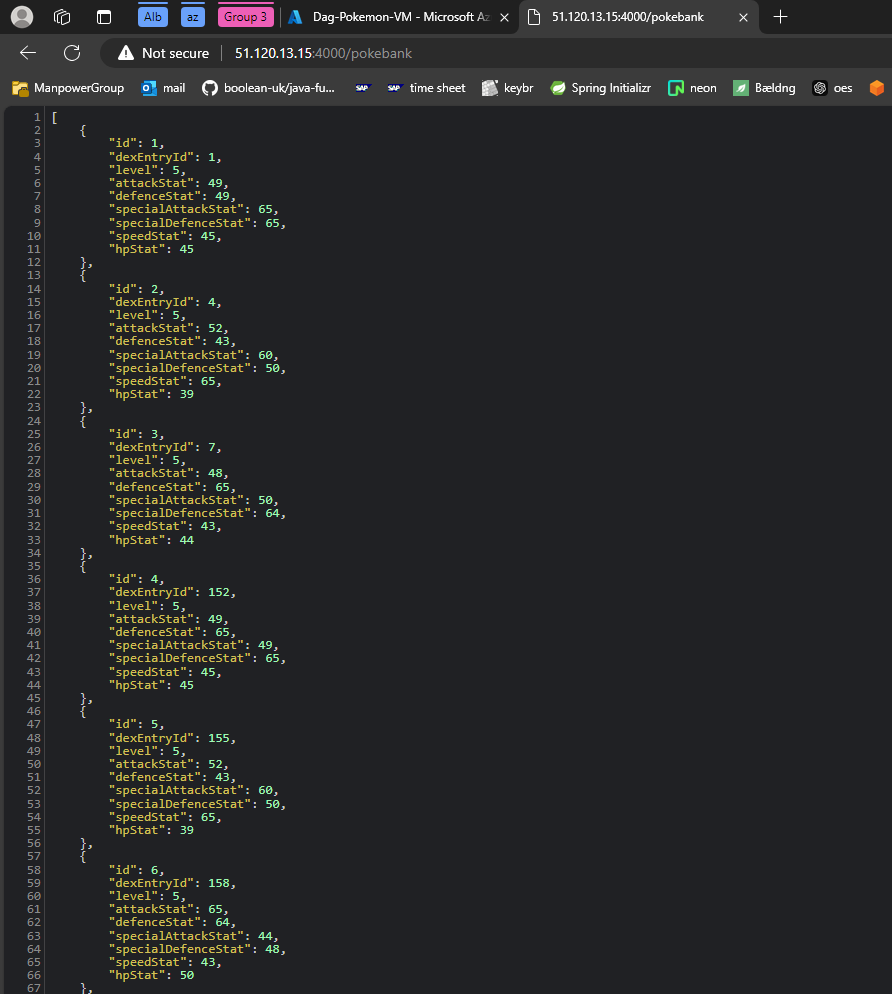 Alb az Group 3 Dag-Pokemon-VM - Microsoft Az 51.120.13.15:4000/pokebank
Not secure 51.120.13.15:4000/pokebank
ManpowerGroup mail boolean-uk/java-fu... SAP SAP time sheet keybr Spring Initializr neon Bældng oes
1 [
2 {
3 "id": 1,
4 "dexEntryId": 1,
5 "level": 5,
6 "attackStat": 49,
7 "defenceStat": 49,
8 "specialAttackStat": 65,
9 "specialDefenceStat": 65,
10 "speedStat": 45,
11 "hpStat": 45
12 },
13 {
14 "id": 2,
15 "dexEntryId": 4,
16 "level": 5,
17 "attackStat": 52,
18 "defenceStat": 43,
19 "specialAttackStat": 60,
20 "specialDefenceStat": 50,
21 "speedStat": 65,
22 "hpStat": 39
23 },
24 {
25 "id": 3,
26 "dexEntryId": 7,
27 "level": 5,
28 "attackStat": 48,
29 "defenceStat": 65,
30 "specialAttackStat": 50,
31 "specialDefenceStat": 64,
32 "speedStat": 43,
33 "hpStat": 44
34 },
35 {
36 "id": 4,
37 "dexEntryId": 152,
38 "level": 5,
39 "attackStat": 49,
40 "defenceStat": 65,
41 "specialAttackStat": 49,
42 "specialDefenceStat": 65,
43 "speedStat": 45,
44 "hpStat": 45
45 },
46 {
47 "id": 5,
48 "dexEntryId": 155,
49 "level": 5,
50 "attackStat": 52,
51 "defenceStat": 43,
52 "specialAttackStat": 60,
53 "specialDefenceStat": 50,
54 "speedStat": 65,
55 "hpStat": 39
56 },
57 {
58 "id": 6,
59 "dexEntryId": 158,
60 "level": 5,
61 "attackStat": 65,
62 "defenceStat": 64,
63 "specialAttackStat": 44,
64 "specialDefenceStat": 48,
65 "speedStat": 43,
66 "hpStat": 50
67 },